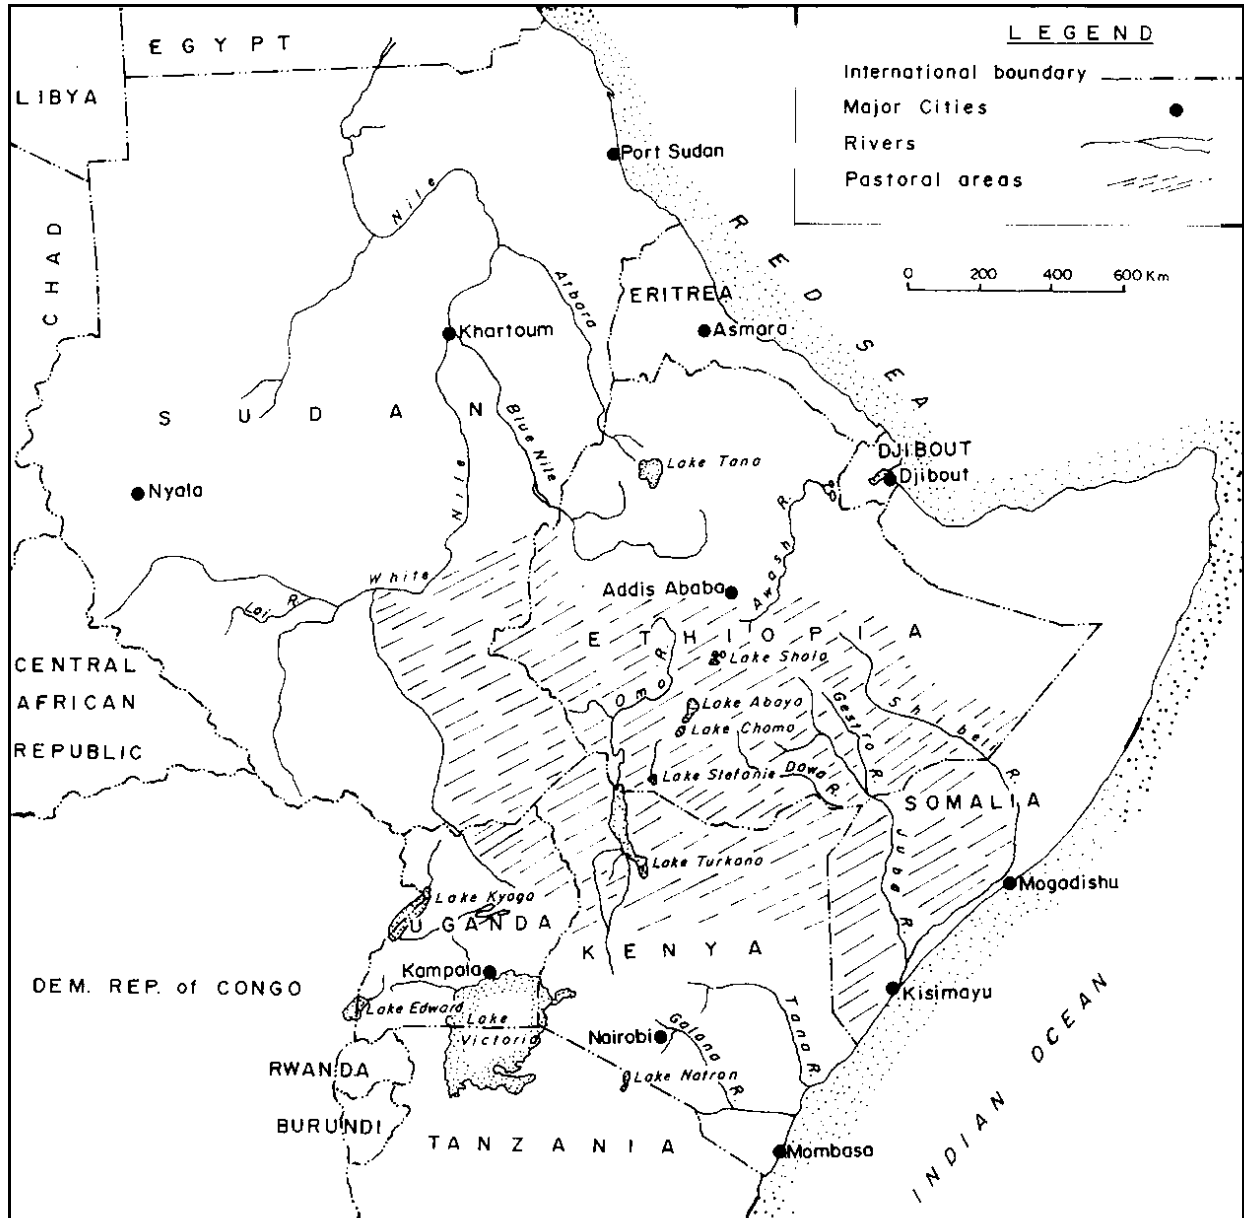 LEGEND
International boundary
Major Cities
Rivers
Pastoral areas
0 200 400 600 Km
EGYPT
LIBYA
CHAD
Port Sudan
Nile
RED SEA
Atbara
ERITREA
Khartoum
Asmara
SUDAN
Blue Nile
Lake Tana
DJIBOUT
Djibout
Nyala
Nile
White
Awash R.
Addis Ababa
Lol R.
ETHIOPIA
Lake Shala
CENTRAL
AFRICAN
REPUBLIC
Omo R.
Lake Abaya
Lake Chomo
Gestro R.
Shibeli R.
Lake Stefanie
Dawa R.
SOMALIA
Juba R.
Lake Turkana
Mogadishu
Lake Kyoga
UGANDA
KENYA
Kampala
DEM. REP. of CONGO
Kisimayu
Lake Edward
Lake
Victoria
Nairobi
Galana R
Tana R.
INDIAN OCEAN
RWANDA
Lake Natron
BURUNDI
TANZANIA
Mombasa